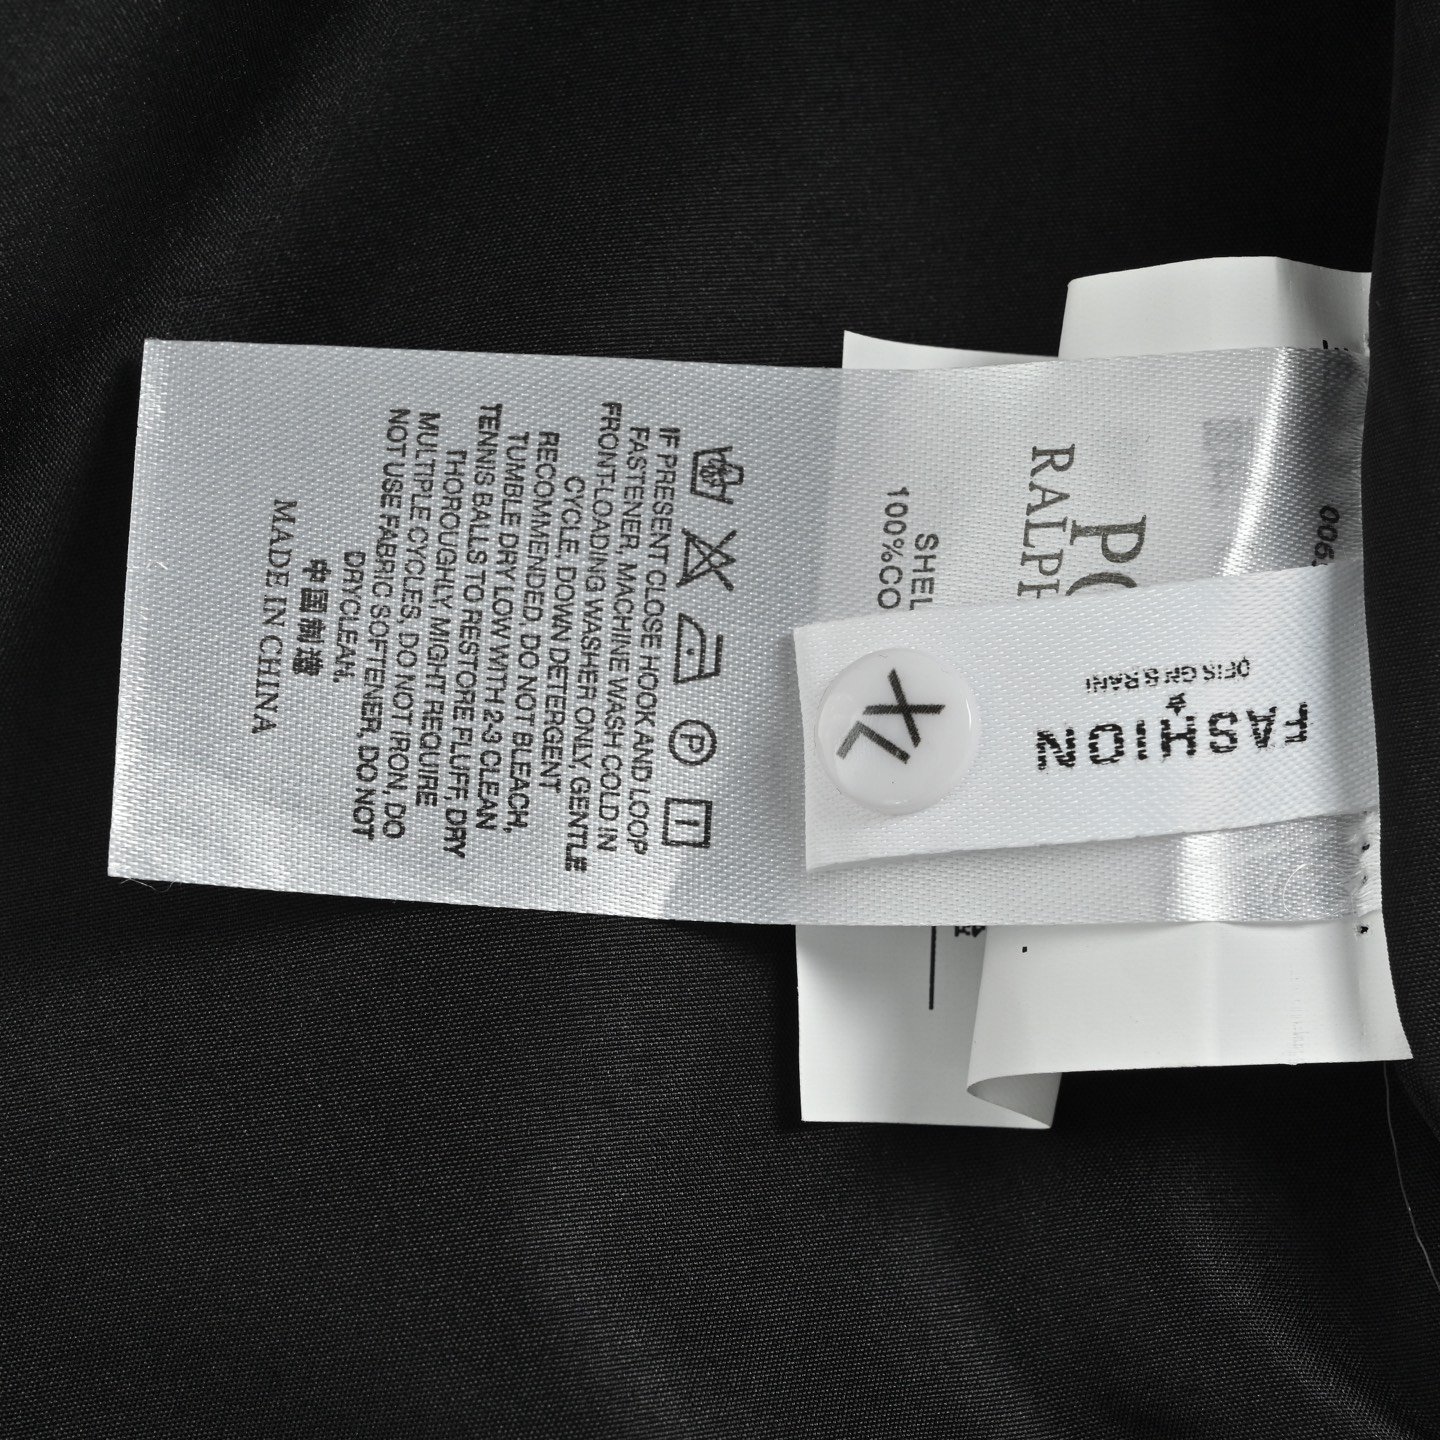 RALPH
SHEL
100%CO
IF PRESENT CLOSE HOOK AND LOOP
FASTENER, MACHINE WASH COLD IN
FRONT-LOADING WASHER ONLY, GENTLE
CYCLE, DOWN DETERGENT
RECOMMENDED, DO NOT BLEACH,
TUMBLE DRY LOW WITH 2-3 CLEAN
TENNIS BALLS TO RESTORE FLUFF, DRY
THOROUGHLY, MIGHT REQUIRE
MULTIPLE CYCLES, DO NOT IRON, DO
NOT USE FABRIC SOFTENER, DO NOT
DRYCLEAN.
中国制造
MADE IN CHINA
FASHION
XL